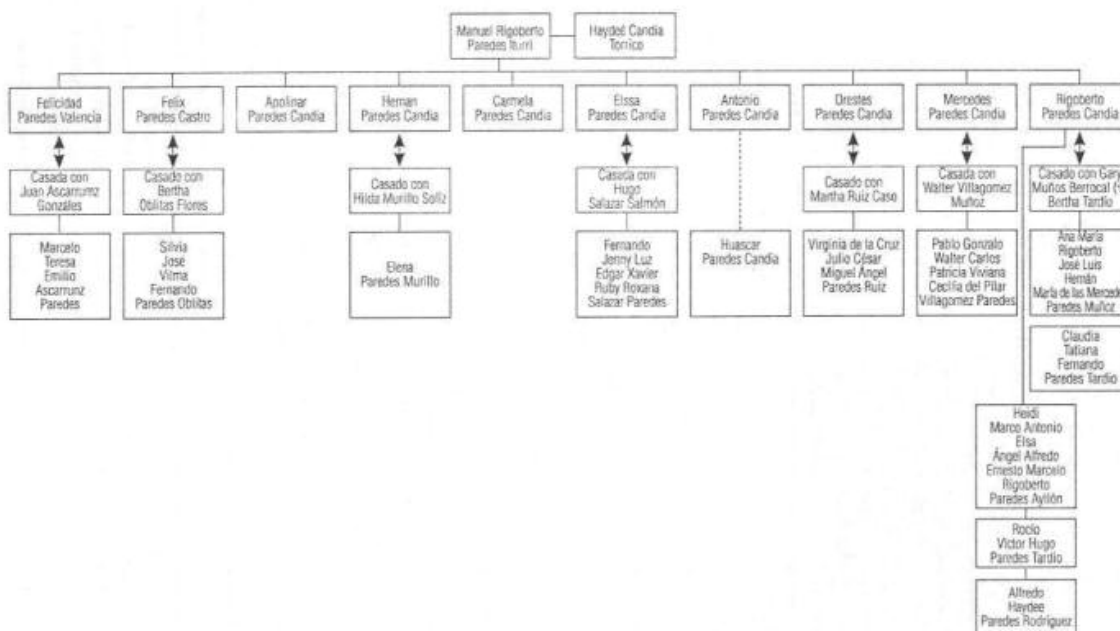 Manuel Rigoberto
Paredes Iturri
Haydeé Candia
Torrico
Felicidad
Paredes Valencia
Felix
Paredes Castro
Apolinar
Paredes Candia
Hernán
Paredes Candia
Carmela
Paredes Candia
Elssa
Paredes Candia
Antonio
Paredes Candia
Orestes
Paredes Candia
Mercedes
Paredes Candia
Rigoberto
Paredes Candia
Casada con
Juan Ascarrunz
Gonzáles
Casado con
Bertha
Oblitas Flores
Casado con
Hilda Murillo Soliz
Casada con
Hugo
Salazar Salmón
Casado con
Martha Ruiz Caso
Casada con
Walter Villagomez
Muñoz
Casado con Gary
Muños Berrocal
Bertha Tardío
Marcelo
Teresa
Emilio
Ascarrunz
Paredes
Silvia
José
Vilma
Fernando
Paredes Oblitas
Elena
Paredes Murillo
Fernando
Jenny Luz
Edgar Xavier
Ruby Roxana
Salazar Paredes
Huascar
Paredes Candia
Virginia de la Cruz
Julio César
Miguel Ángel
Paredes Ruiz
Pablo Gonzalo
Walter Carlos
Patricia Viviana
Cecilia del Pilar
Villagomez Paredes
Ana María
Rigoberto
José Luis
Hernán
María de las Merced
Paredes Muñoz
Claudia
Tatiana
Fernando
Paredes Tardío
Heidi
Marco Antonio
Elsa
Ángel Alfredo
Ernesto Marcelo
Rigoberto
Paredes Ayllón
Rocío
Victor Hugo
Paredes Tardío
Alfredo
Haydee
Paredes Rodríguez